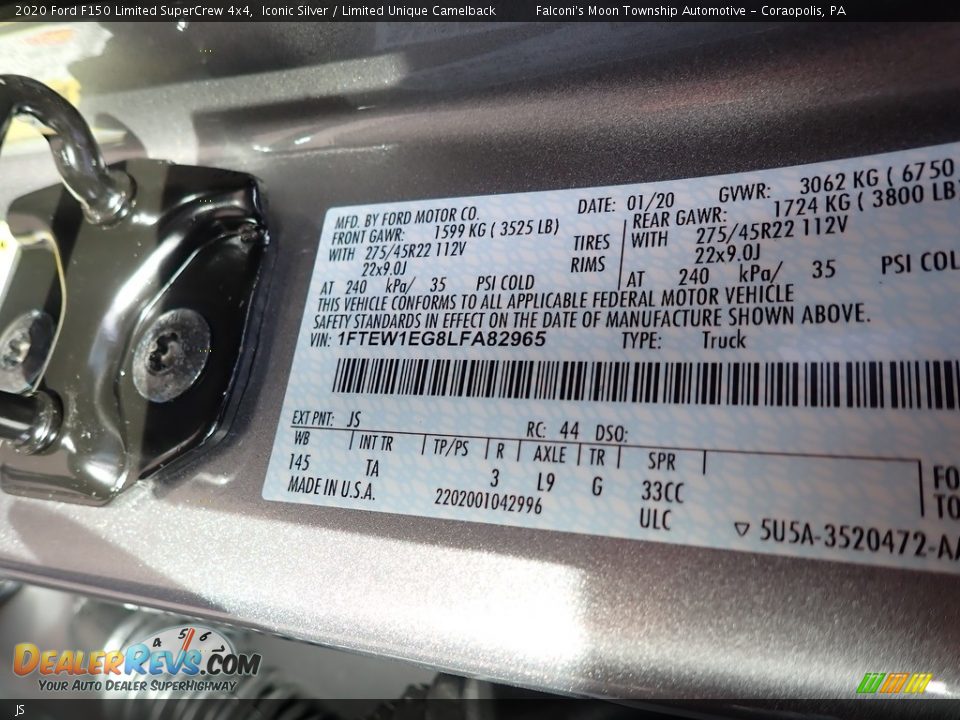 2020 Ford F150 Limited SuperCrew 4x4, Iconic Silver / Limited Unique Camelback Falconi's Moon Township Automotive - Coraopolis, PA
MFD. BY FORD MOTOR CO. DATE: 01/20 GVWR: 3062 KG ( 6750
FRONT GAWR: 1599 KG ( 3525 LB) REAR GAWR: 1724 KG ( 3800 LB)
WITH 275/45R22 112V TIRES WITH 275/45R22 112V
22x9.0J RIMS 22x9.0J
AT 240 kPa/ 35 PSI COLD AT 240 kPa/ 35 PSI COL
THIS VEHICLE CONFORMS TO ALL APPLICABLE FEDERAL MOTOR VEHICLE
SAFETY STANDARDS IN EFFECT ON THE DATE OF MANUFACTURE SHOWN ABOVE.
VIN: 1FTEW1EG8LFA82965 TYPE: Truck
EXT PNT: JS RC: 44 DSO:
WB INT TR TP/PS R AXLE TR SPR
145 TA 3 L9 G 33CC
MADE IN U.S.A. 2202001042996 ULC
FO
TO
5U5A-3520472-AA
4 5 6
DEALERREVS.COM
YOUR AUTO DEALER SUPERHIGHWAY
JS